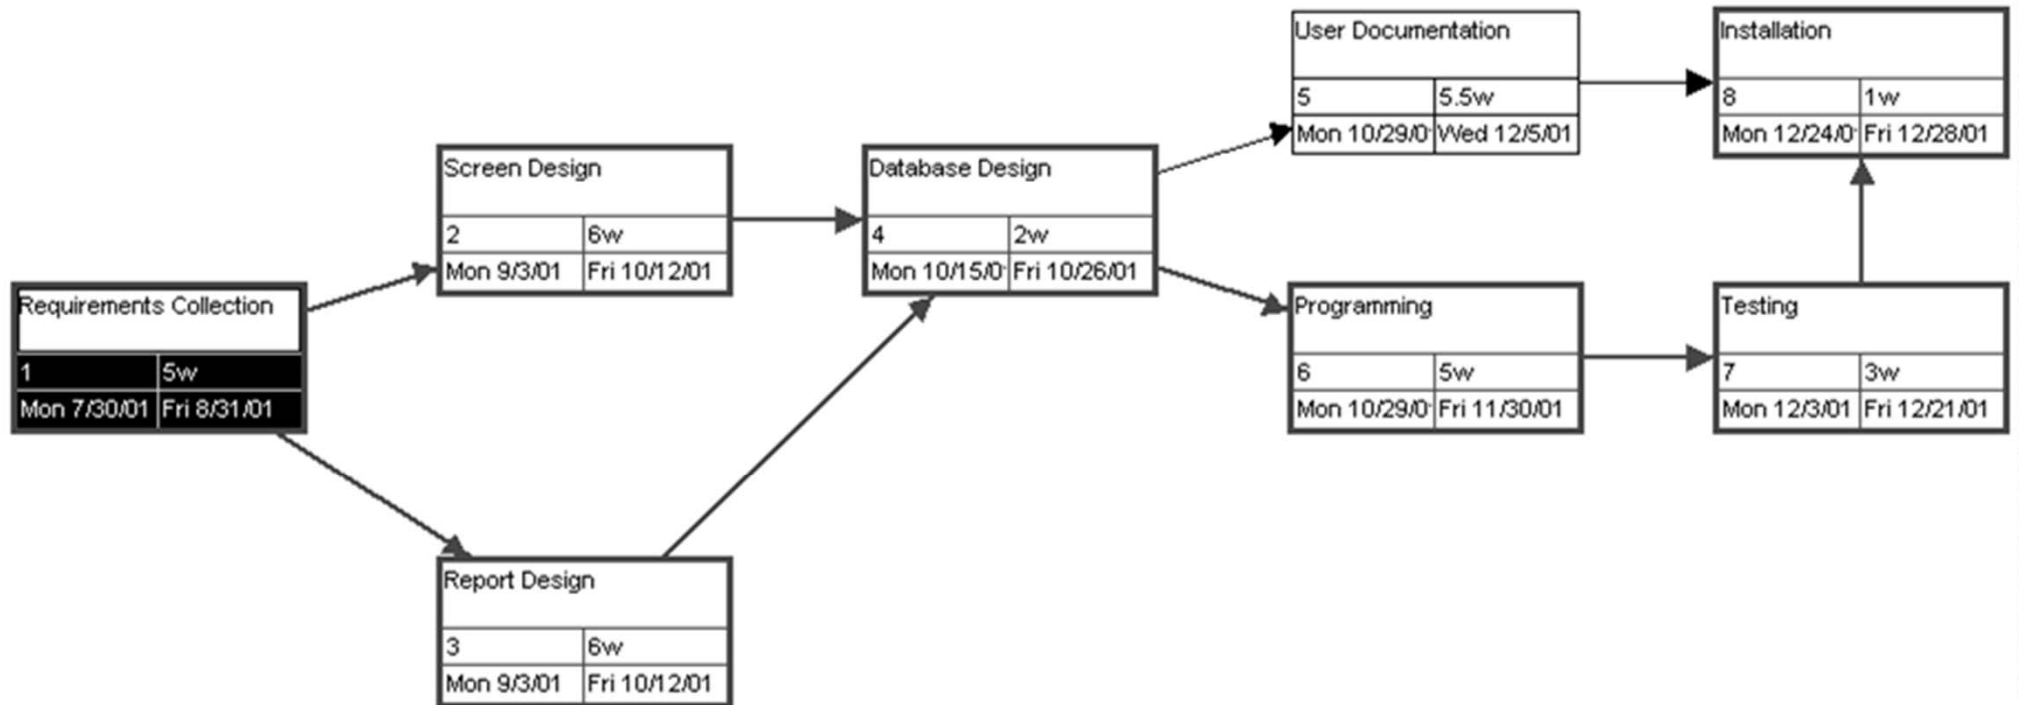 User Documentation
5 5.5w
Mon 10/29/0 Wed 12/5/01
Installation
8 1w
Mon 12/24/0 Fri 12/28/01
Screen Design
2 6w
Mon 9/3/01 Fri 10/12/01
Database Design
4 2w
Mon 10/15/0 Fri 10/26/01
Requirements Collection
1 5w
Mon 7/30/01 Fri 8/31/01
Programming
6 5w
Mon 10/29/0 Fri 11/30/01
Testing
7 3w
Mon 12/3/01 Fri 12/21/01
Report Design
3 6w
Mon 9/3/01 Fri 10/12/01